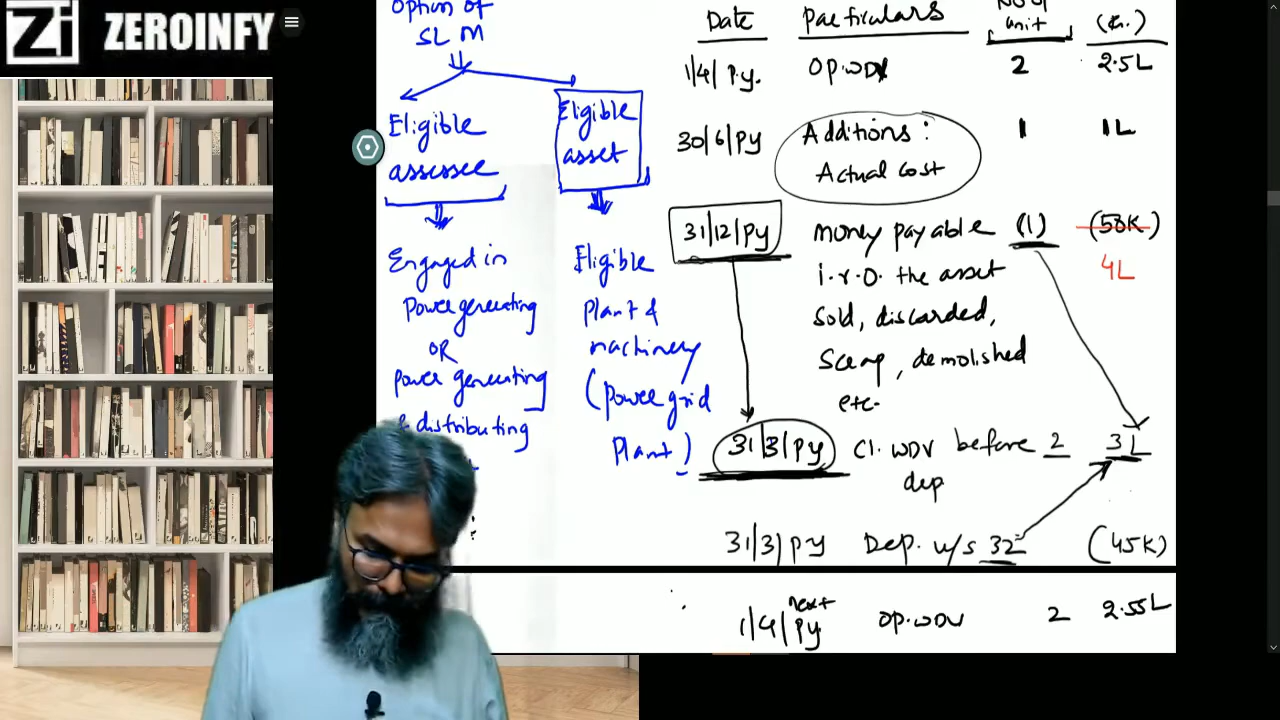 Zi ZEROINFY
Option of
SLM
Eligible
assessee
Eligible
asset
Engaged in
Power generating
OR
Power generating
& distributing
Eligible
Plant &
machinery
(Power grid
Plant)
Date Particulars No of unit (Rs.)
1/4/P.Y. OP.WDV 2 2.5L
30/6/PY Additions: 1 1L
Actual cost
31/12/PY money payable (1) (50K)
i.r.o. the asset 4L
sold, discarded,
Scrap, demolished
etc.
31/3/PY Cl. WDV before 2 3L
dep
31/3/PY Dep. u/s 32 (45K)
next
1/4/PY OP.WDV 2 2.55L